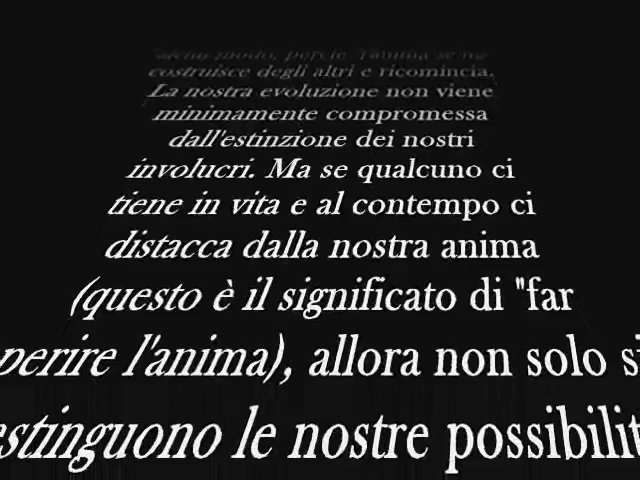 costruisce degli altri e ricomincia.
La nostra evoluzione non viene
minimamente compromessa
dall'estinzione dei nostri
involucri. Ma se qualcuno ci
tiene in vita e al contempo ci
distacca dalla nostra anima
(questo è il significato di "far
perire l'anima), allora non solo si
estinguono le nostre possibilit